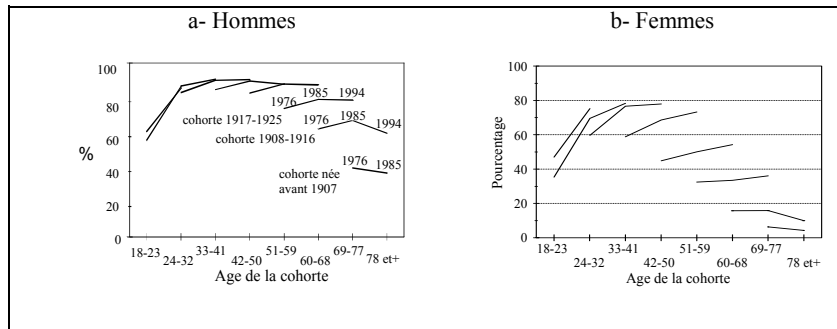 a- Hommes
100
80
60
40
20
0
%
1976 1985 1994
cohorte 1917-1925
1976 1985
cohorte 1908-1916
1994
1976 1985
cohorte née
avant 1907
18-23 33-41 51-59 69-77 78 et+
24-32 42-50 60-68
Age de la cohorte
b- Femmes
100
80
60
40
20
0
Pourcentage
18-23 33-41 51-59 69-77
24-32 42-50 60-68 78 et+
Age de la cohorte